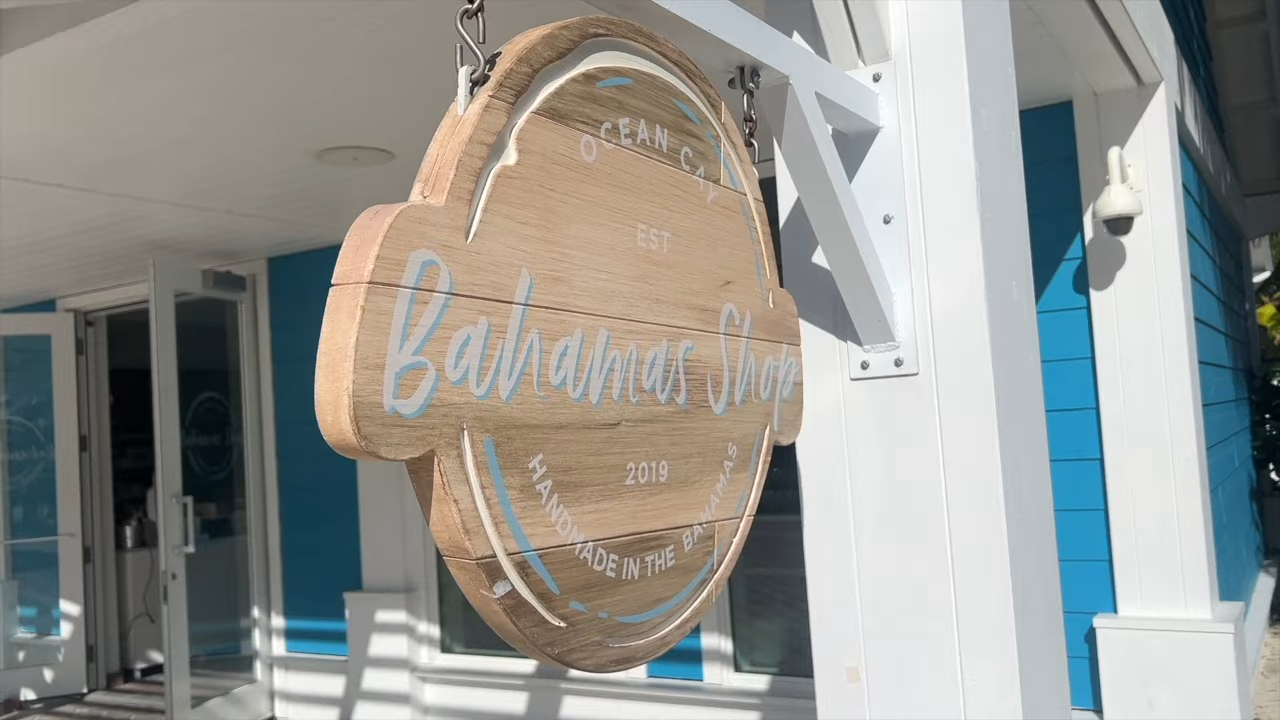 OCEAN CAY
EST
Bahamas Shop
2019
HANDMADE IN THE BAHAMAS